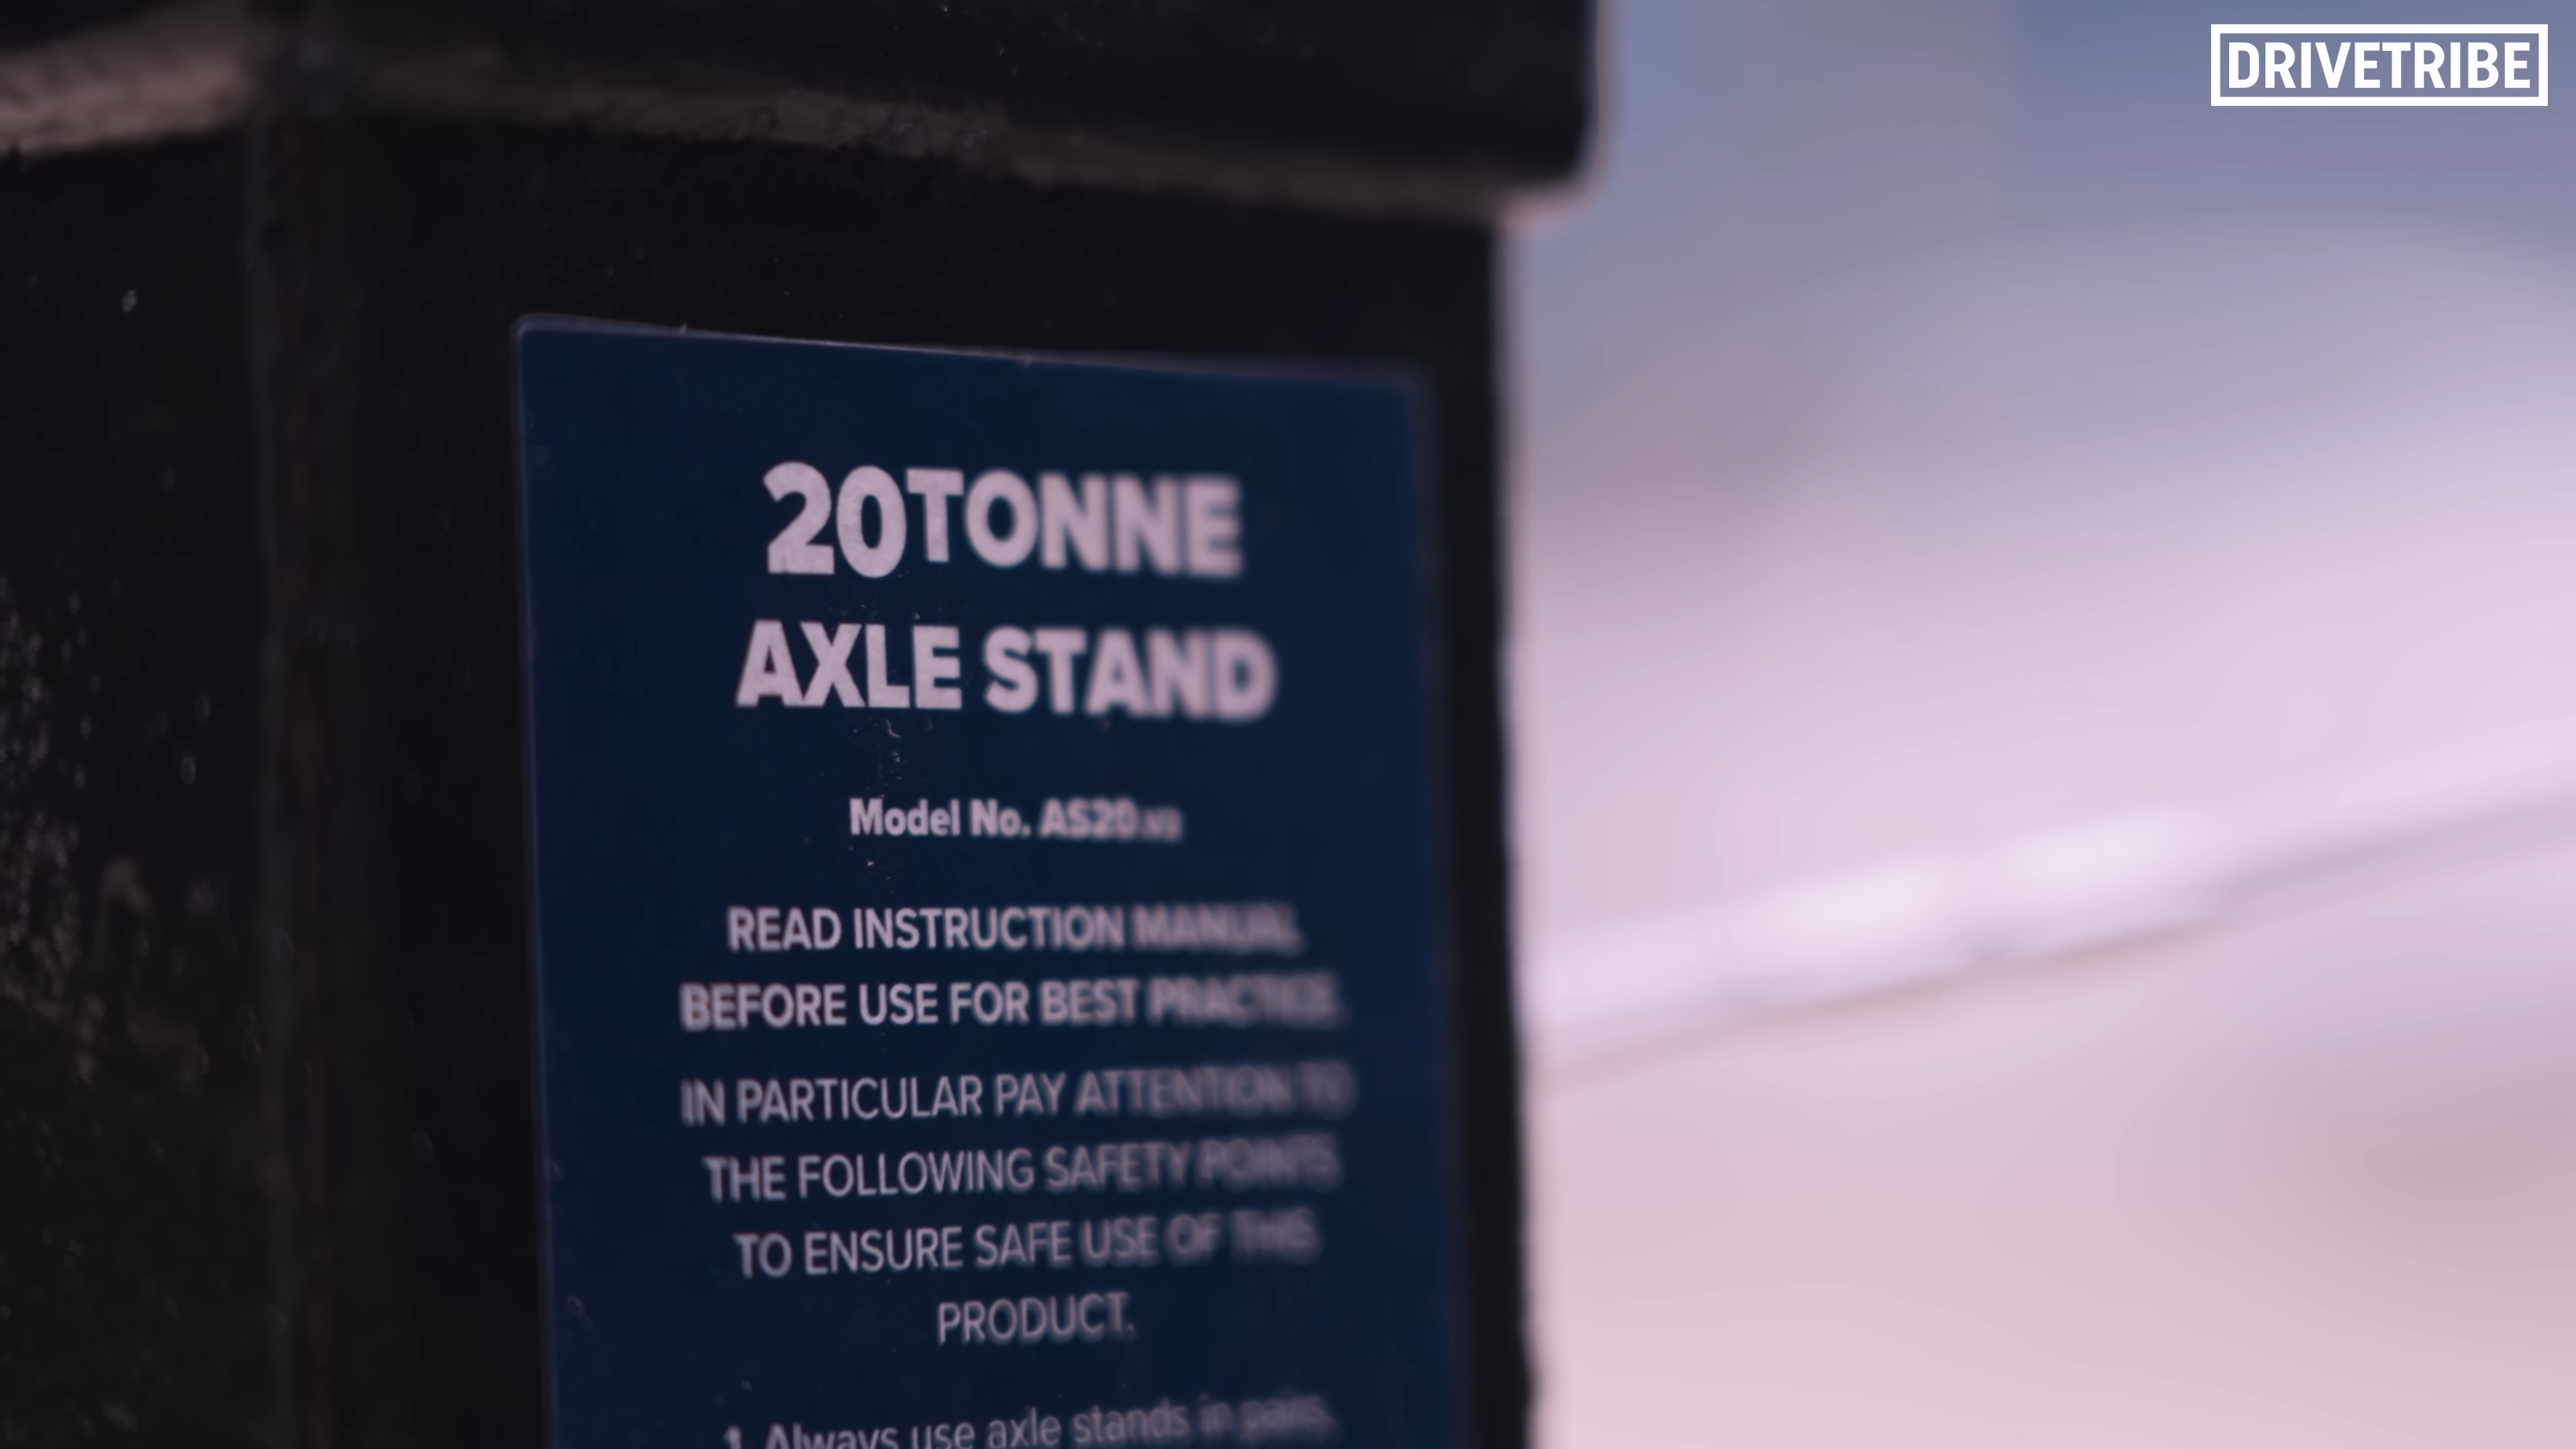 DRIVETRIBE
20TONNE
AXLE STAND
Model No. AS20.V3
READ INSTRUCTION MANUAL
BEFORE USE FOR BEST PRACTICE.
IN PARTICULAR PAY ATTENTION TO
THE FOLLOWING SAFETY POINTS
TO ENSURE SAFE USE OF THIS
PRODUCT.
1. Always use axle stands in pairs.